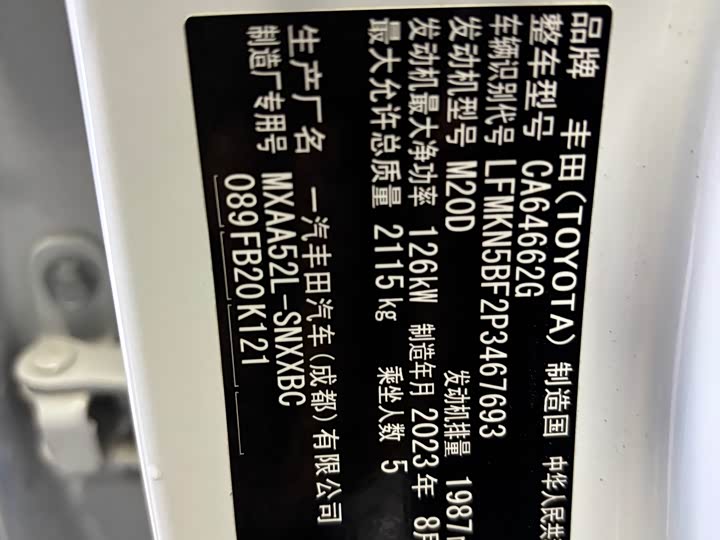 品牌 丰田(TOYOTA) 制造国 中华人民共
整车型号 CA64662G
车辆识别代号 LFMKN5BF2P3467693
发动机型号 M20D 发动机排量 1987m
发动机最大净功率 126kW 制造年月 2023年 8月
最大允许总质量 2115kg 乘坐人数 5
生产厂名 一汽丰田汽车(成都)有限公司
制造厂专用号 MXAA52L-SNXXBC
089FB20K121